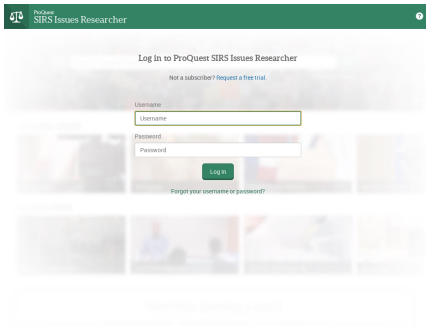 ProQuest
SIRS Issues Researcher
?
Log in to ProQuest SIRS Issues Researcher
Not a subscriber? Request a free trial.
Username
Username
Password
Password
Log In
Forgot your username or password?